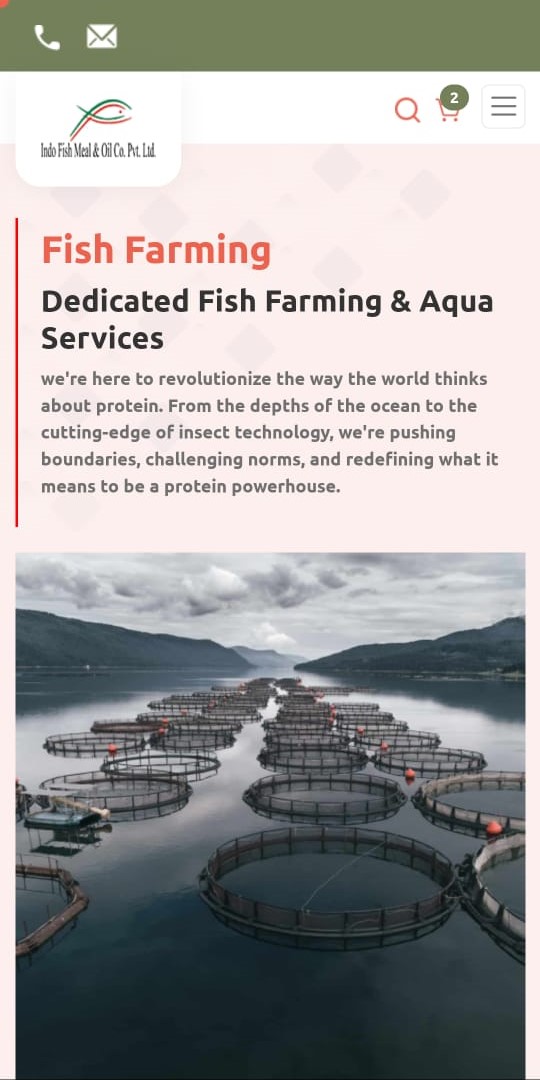 2
Indo Fish Meal & Oil Co. Pvt. Ltd.
Fish Farming
Dedicated Fish Farming & Aqua
Services
we're here to revolutionize the way the world thinks
about protein. From the depths of the ocean to the
cutting-edge of insect technology, we're pushing
boundaries, challenging norms, and redefining what it
means to be a protein powerhouse.